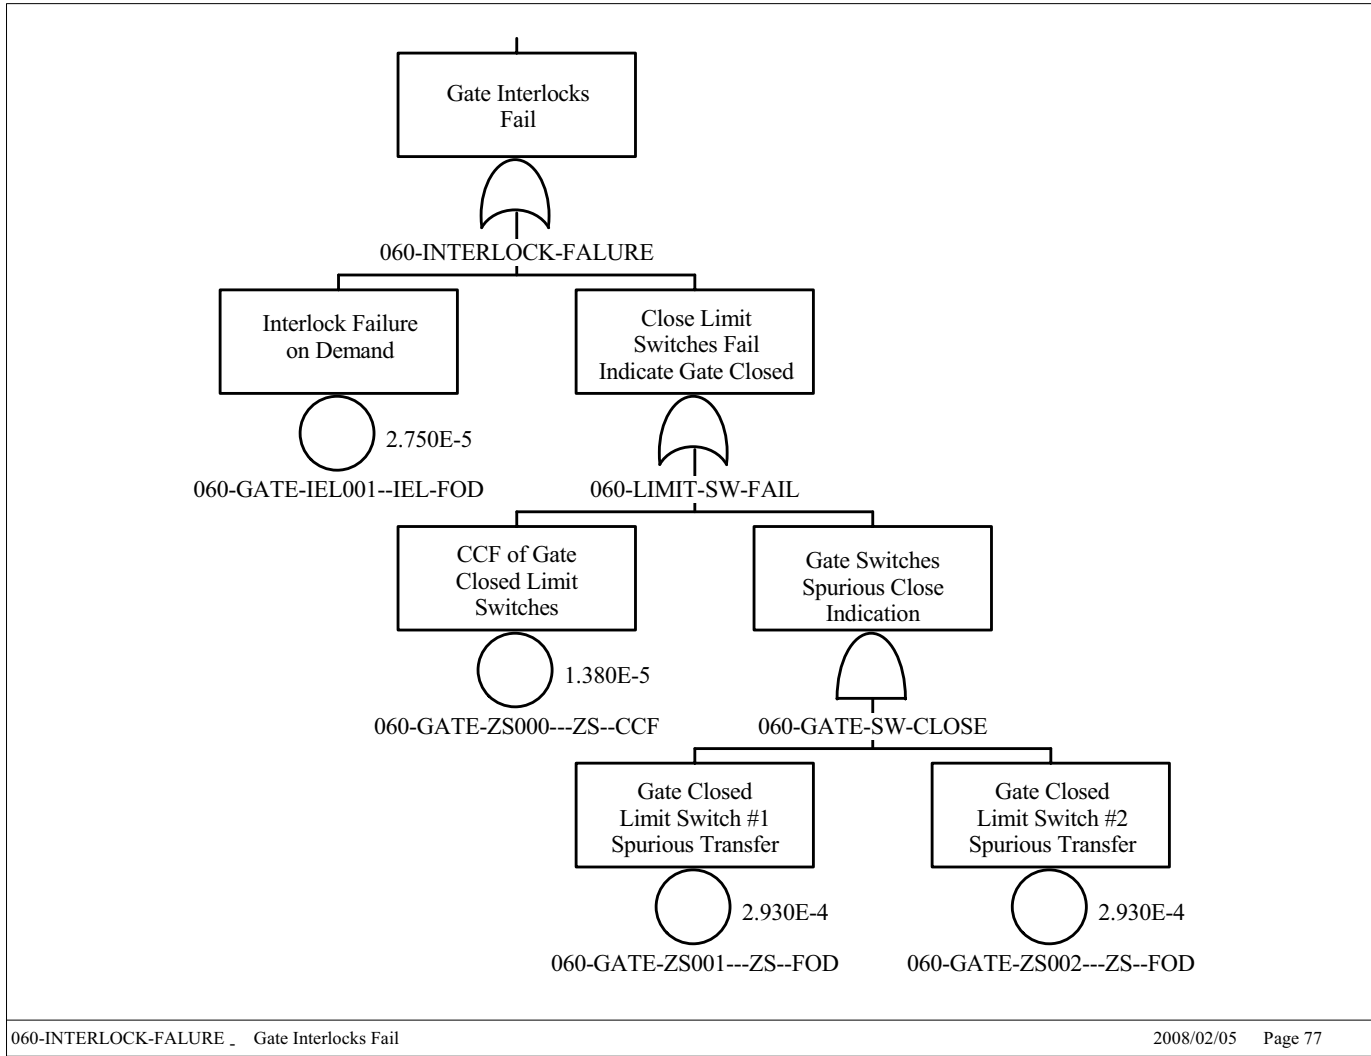 Gate Interlocks
Fail
060-INTERLOCK-FALURE
Interlock Failure
on Demand
2.750E-5
060-GATE-IEL001--IEL-FOD
Close Limit
Switches Fail
Indicate Gate Closed
060-LIMIT-SW-FAIL
CCF of Gate
Closed Limit
Switches
1.380E-5
060-GATE-ZS000---ZS--CCF
Gate Switches
Spurious Close
Indication
060-GATE-SW-CLOSE
Gate Closed
Limit Switch #1
Spurious Transfer
2.930E-4
060-GATE-ZS001---ZS--FOD
Gate Closed
Limit Switch #2
Spurious Transfer
2.930E-4
060-GATE-ZS002---ZS--FOD
060-INTERLOCK-FALURE - Gate Interlocks Fail
2008/02/05 Page 77